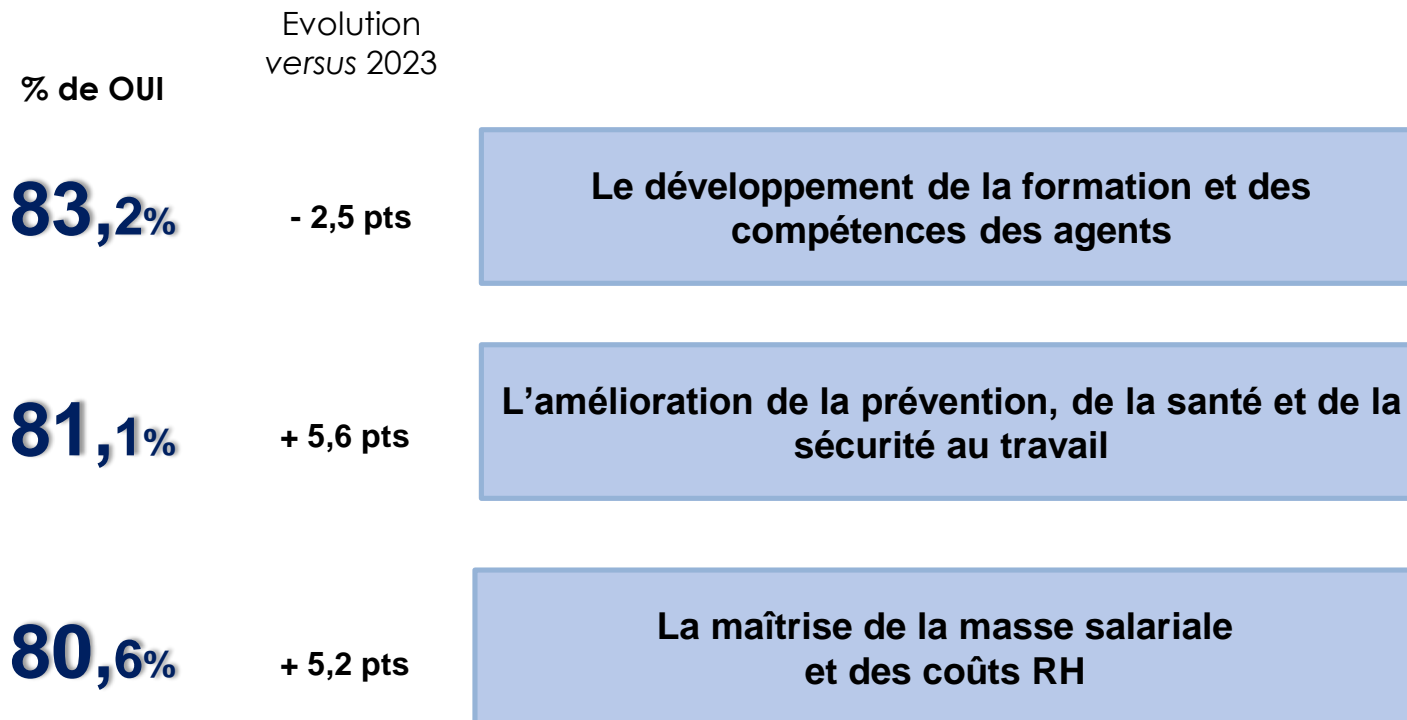 Evolution
versus 2023
% de OUI
83,2%
- 2,5 pts
Le développement de la formation et des
compétences des agents
81,1%
+ 5,6 pts
L’amélioration de la prévention, de la santé et de la
sécurité au travail
80,6%
+ 5,2 pts
La maîtrise de la masse salariale
et des coûts RH